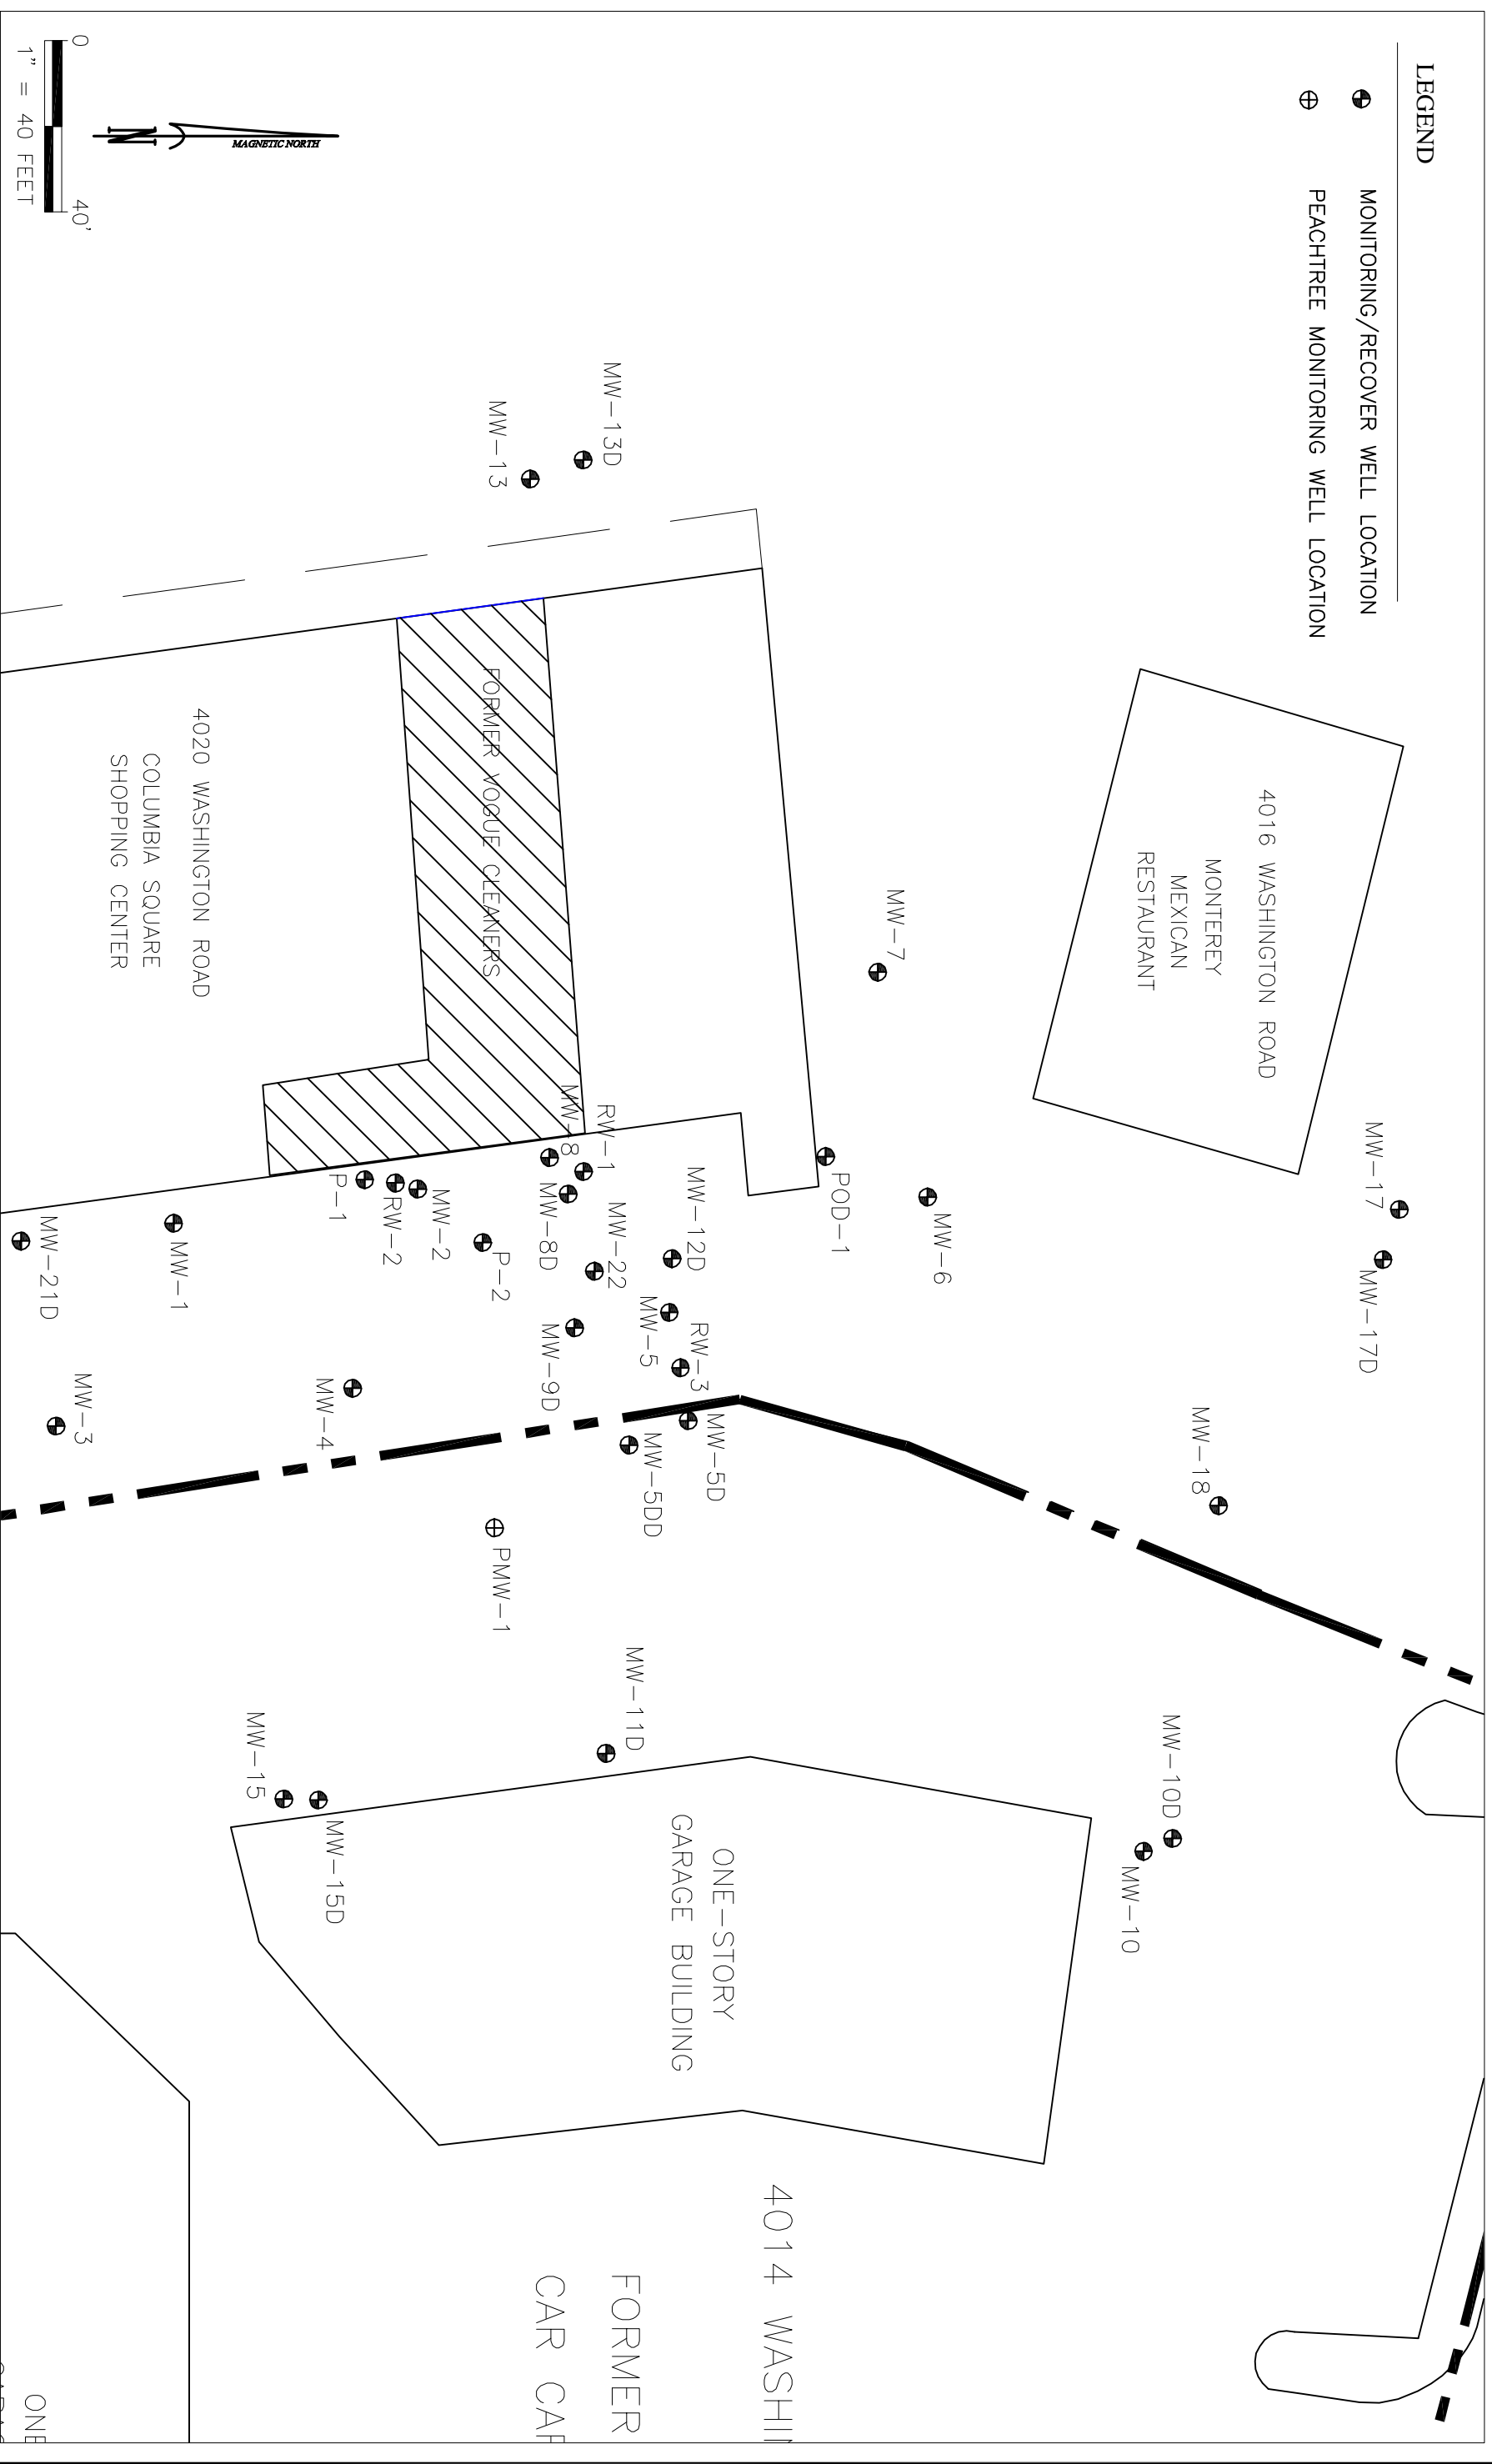 LEGEND
MONITORING/RECOVER WELL LOCATION
PEACHTREE MONITORING WELL LOCATION
0
40'
1" = 40 FEET
N
MAGNETIC NORTH
4016 WASHINGTON ROAD
MONTEREY
MEXICAN
RESTAURANT
MW-17
MW-17D
MW-18
MW-10D
MW-10
MW-7
MW-6
POD-1
MW-13D
MW-13
FORMER VOGUE CLEANERS
4020 WASHINGTON ROAD
COLUMBIA SQUARE
SHOPPING CENTER
MW-12D
RW-1
MW-8
MW-8D
MW-22
MW-5
RW-3
MW-5D
MW-5DD
MW-9D
P-2
MW-2
RW-2
P-1
MW-1
MW-21D
MW-3
MW-4
PMW-1
MW-11D
MW-15
MW-15D
ONE-STORY
GARAGE BUILDING
4014 WASHIN
FORMER
CAR CAR
ONE